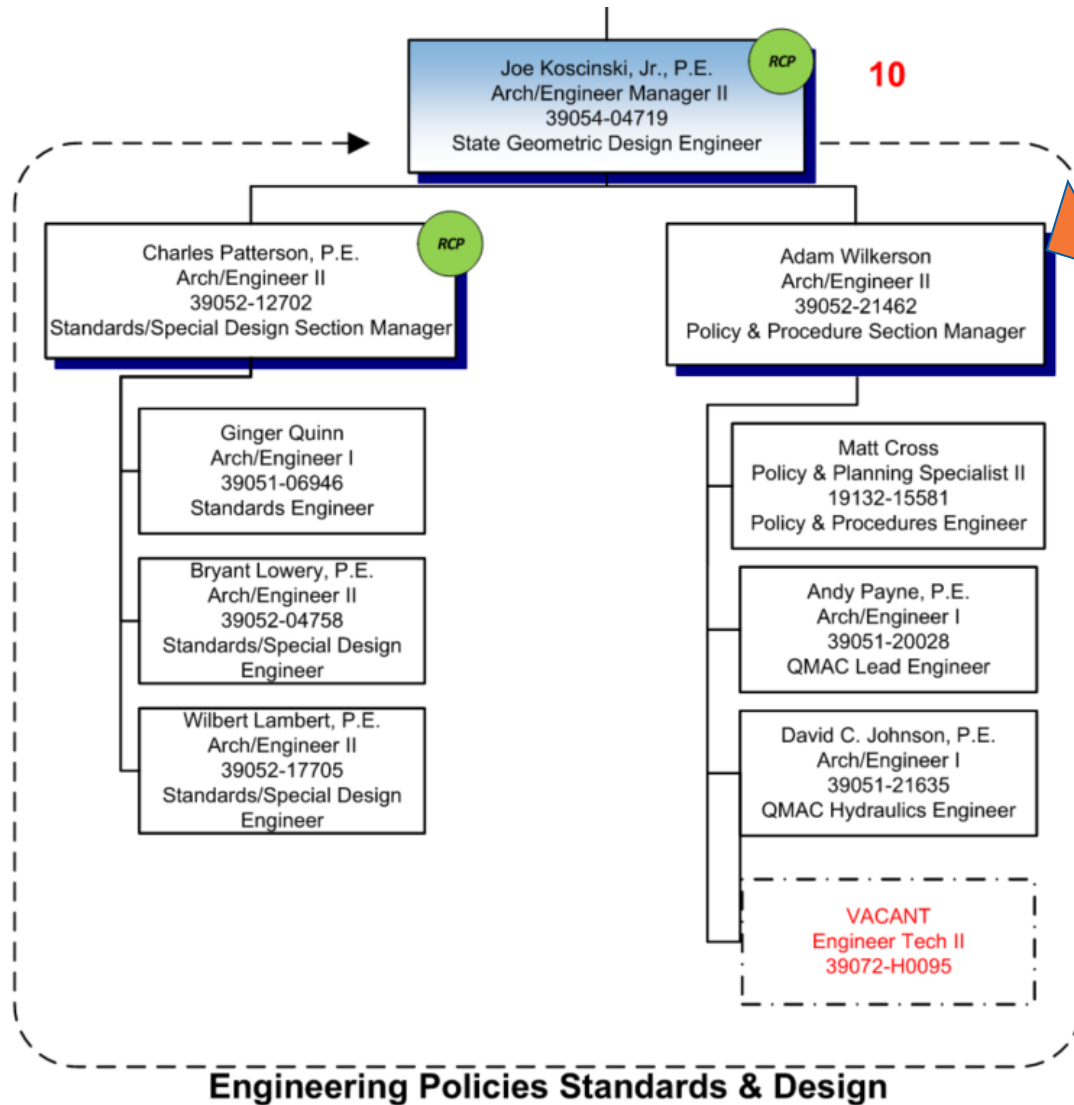 Joe Koscinski, Jr., P.E.
Arch/Engineer Manager II
39054-04719
State Geometric Design Engineer
RCP
10
Charles Patterson, P.E.
Arch/Engineer II
39052-12702
Standards/Special Design Section Manager
RCP
Adam Wilkerson
Arch/Engineer II
39052-21462
Policy & Procedure Section Manager
Ginger Quinn
Arch/Engineer I
39051-06946
Standards Engineer
Bryant Lowery, P.E.
Arch/Engineer II
39052-04758
Standards/Special Design
Engineer
Wilbert Lambert, P.E.
Arch/Engineer II
39052-17705
Standards/Special Design
Engineer
Matt Cross
Policy & Planning Specialist II
19132-15581
Policy & Procedures Engineer
Andy Payne, P.E.
Arch/Engineer I
39051-20028
QMAC Lead Engineer
David C. Johnson, P.E.
Arch/Engineer I
39051-21635
QMAC Hydraulics Engineer
VACANT
Engineer Tech II
39072-H0095
Engineering Policies Standards & Design